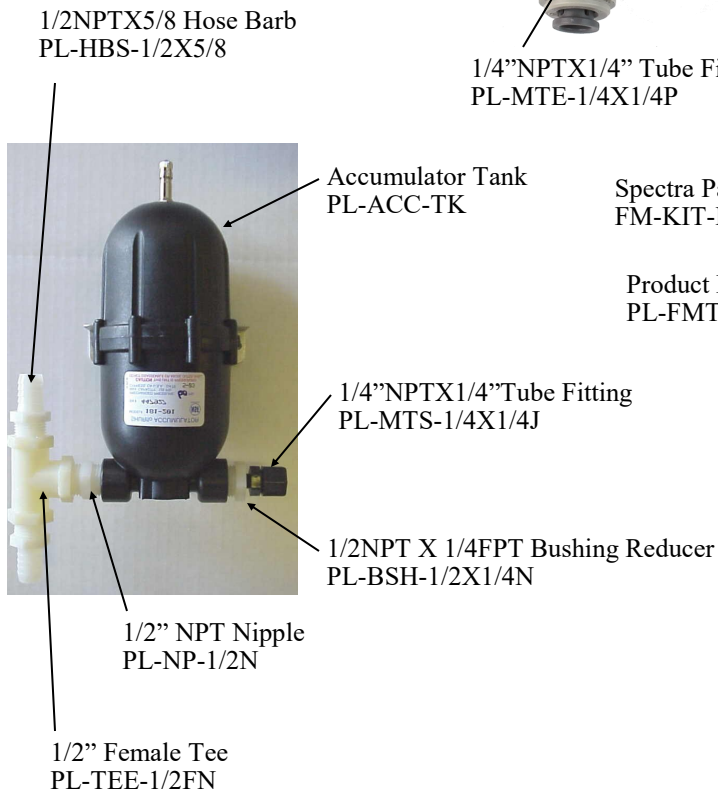 1/2NPTX5/8 Hose Barb
PL-HBS-1/2X5/8
1/4”NPTX1/4” Tube
PL-MTE-1/4X1/4P
Accumulator Tank
PL-ACC-TK
Spectra
FM-KIT-
Product
PL-FMT
1/4”NPTX1/4”Tube Fitting
PL-MTS-1/4X1/4J
1/2NPT X 1/4FPT Bushing Reducer
PL-BSH-1/2X1/4N
1/2” NPT Nipple
PL-NP-1/2N
1/2” Female Tee
PL-TEE-1/2FN